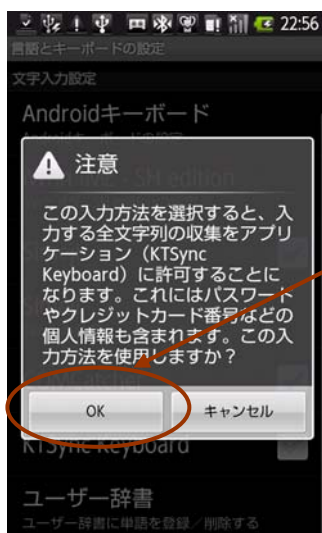 22:56
言語とキーボードの設定
文字入力設定
Androidキーボード
注意
この入力方法を選択すると、入
力する全文字列の収集をアプリ
ケーション（KTSync
Keyboard）に許可することに
なります。これにはパスワード
やクレジットカード番号などの
個人情報も含まれます。この入
力方法を使用しますか？
OK
キャンセル
KTSync Keyboard
ユーザー辞書
ユーザー辞書に単語を登録／削除する